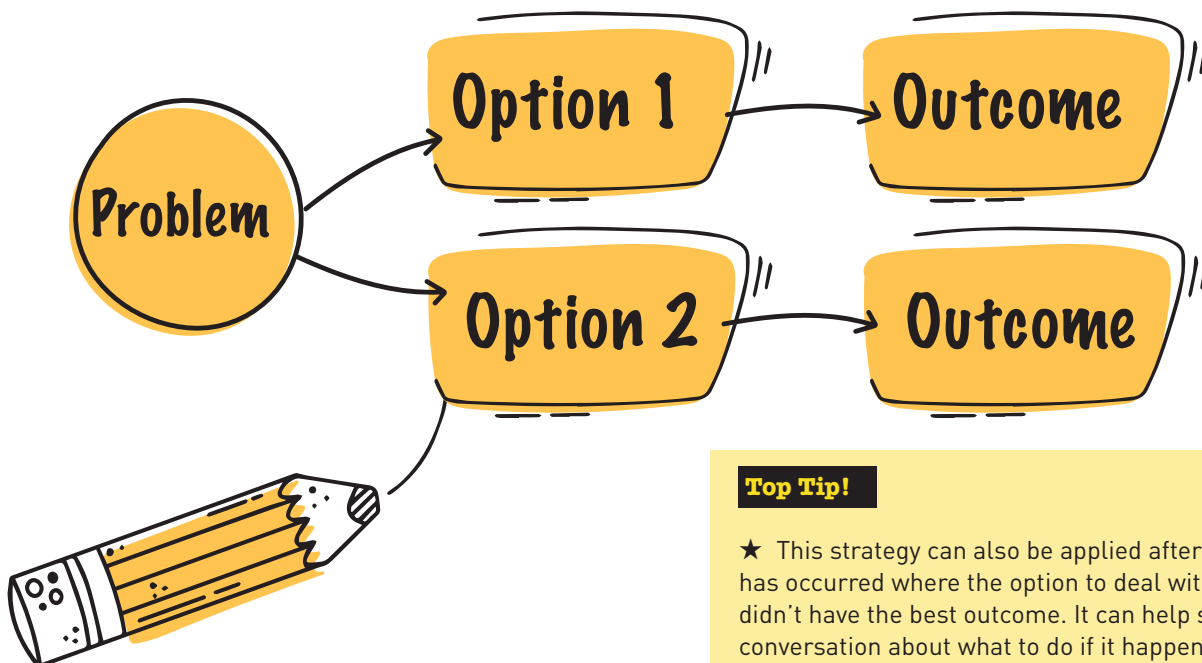 Option 1
Outcome
Problem
Option 2
Outcome
Top Tip!
★ This strategy can also be applied after
has occurred where the option to deal wit
didn't have the best outcome. It can help s
conversation about what to do if it happen